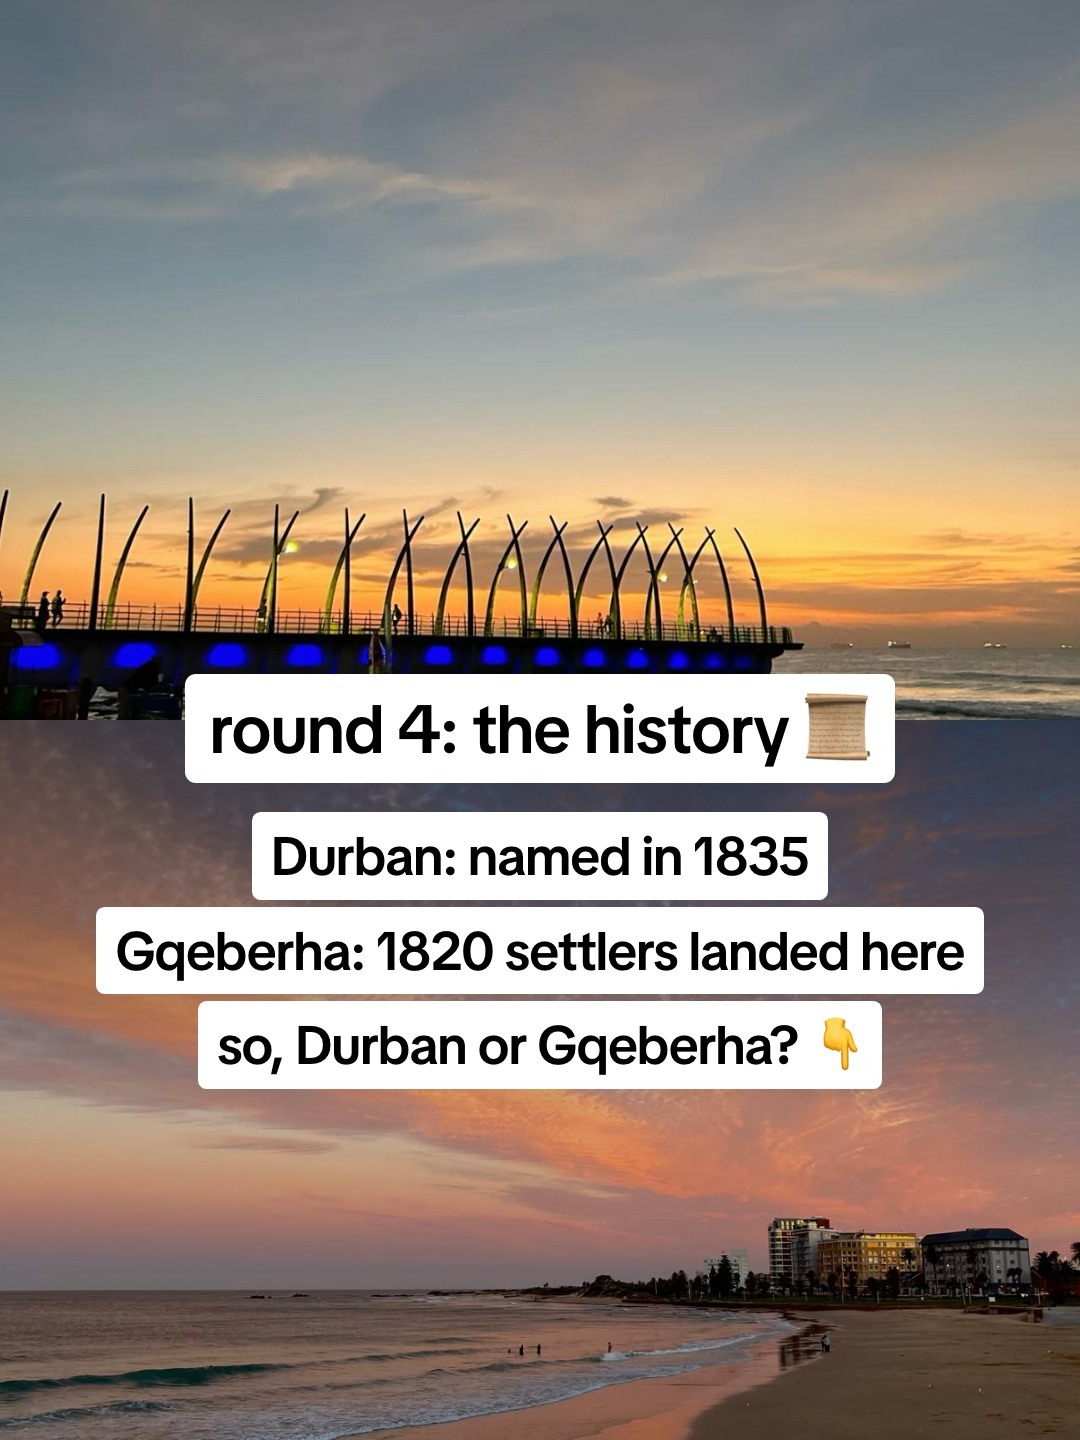 round 4: the history 📜
Durban: named in 1835
Gqeberha: 1820 settlers landed here
so, Durban or Gqeberha? 👇